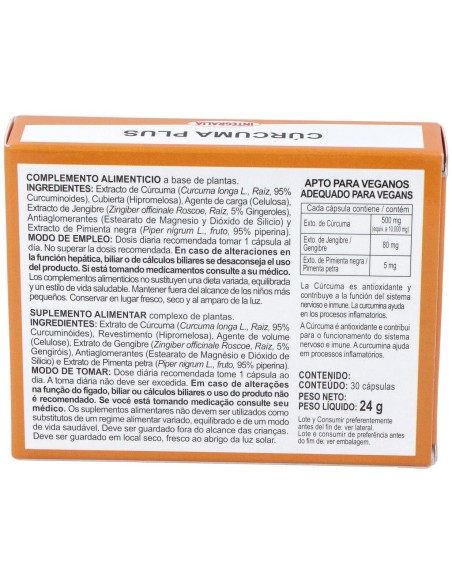 CÚRCUMA PLUS
INTEGRALIA
COMPLEMENTO ALIMENTICIO a base de plantas.
INGREDIENTES: Extracto de Cúrcuma (Curcuma longa L., Raíz, 95%
Curcuminoides), Cubierta (Hipromelosa), Agente de carga (Celulosa),
Extracto de Jengibre (Zingiber officinale Roscoe, Raíz, 5% Gingeroles),
Antiaglomerantes (Estearato de Magnesio y Dióxido de Silicio) y
Extracto de Pimienta negra (Piper nigrum L., fruto, 95% piperina).
MODO DE EMPLEO: Dosis diaria recomendada tomar 1 cápsula al
día. No superar la dosis recomendada. En caso de alteraciones en
la función hepática, biliar o de cálculos biliares se desaconseja el uso
del producto. Si está tomando medicamentos consulte a su médico.
Los complementos alimenticios no sustituyen una dieta variada, equilibrada
y un estilo de vida saludable. Mantener fuera del alcance de los niños más
pequeños. Conservar en lugar fresco, seco y al amparo de la luz.
SUPLEMENTO ALIMENTAR complexo de plantas.
INGREDIENTES: Extrato de Cúrcuma (Curcuma longa L., Raiz, 95%
Curcuminóides), Revestimento (Hipromelosa), Agente de volume
(Celulose), Extrato de Gengibre (Zingiber officinale Roscoe, Raiz, 5%
Gengiróis), Antiaglomerantes (Estearato de Magnésio e Dióxido de
Silicio) e Extrato de Pimenta petra (Piper nigrum L., fruto, 95% piperina).
MODO DE TOMAR: Dose diária recomendada tome 1 cápsula ao
dia. A toma diária não deve ser excedida. Em caso de alterações
na função do fígado, biliar ou cálculos biliares o uso do produto não
é recomendado. Se você está tomando medicação consulte seu
médico. Os suplementos alimentares não devem ser utilizados como
substitutos de um regime alimentar variado, equilibrado e de um modo
de vida saudável. Deve ser guardado fora do alcance das crianças.
Deve ser guardado em local seco, fresco ao abrigo da luz solar.
APTO PARA VEGANOS
ADEQUADO PARA VEGANS
Cada cápsula contiene / contém
Exto. de Cúrcuma 500 mg
(equiv. a 10.000 mg)
Exto. de Jengibre /
Gengibre 80 mg
Exto. de Pimienta negra /
Pimenta petra 5 mg
La Cúrcuma es antioxidante y
contribuye a la función del sistema
nervioso e inmune. La curcumina ayuda
en los procesos inflamatorios.
A Cúrcuma é antioxidante e contribui
para o funcionamento do sistema
nervoso e imune. A curcumina ajuda
em processos inflamatórios.
CONTENIDO:
CONTEÚDO: 30 cápsulas
PESO NETO:
PESO LÍQUIDO: 24 g
Lote y Consumir preferentemente
antes del fin de: ver lateral.
Lote e consumir de preferência antes
do fim de: ver embalagem.